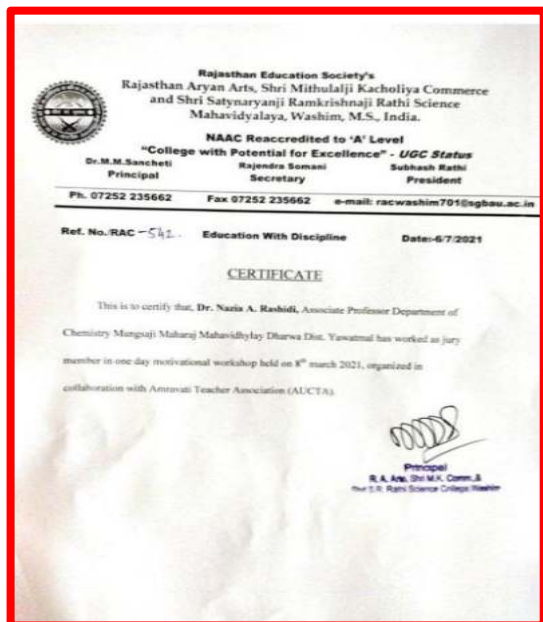 Rajasthan Education Society's
Rajasthan Aryan Arts, Shri Mithulalji Kacholiya Commerce
and Shri Satynaryanji Ramkrishnaji Rathi Science
Mahavidyalaya, Washim, M.S., India.
NAAC Reaccredited to 'A' Level
"College with Potential for Excellence" - UGC Status
Dr.M.M.Sancheti Rajendra Somani Subhash Rathi
Principal Secretary President
Ph. 07252 235662 Fax 07252 235662 e-mail: racwashim701@sgbau.ac.in
Ref. No./RAC -542. Education With Discipline Date:-6/7/2021
CERTIFICATE
This is to certify that, Dr. Nazia A. Rashidi, Associate Professor Department of
Chemistry Mungsaji Maharaj Mahavidhylay Dharwa Dist. Yawatmal has worked as jury
member in one day motivational workshop held on 8th march 2021, organized in
collaboration with Amravati Teacher Association (AUCTA).
Principal
R. A. Arts, Shri M.K. Comm.&
Shri S.R. Rathi Science College Washim